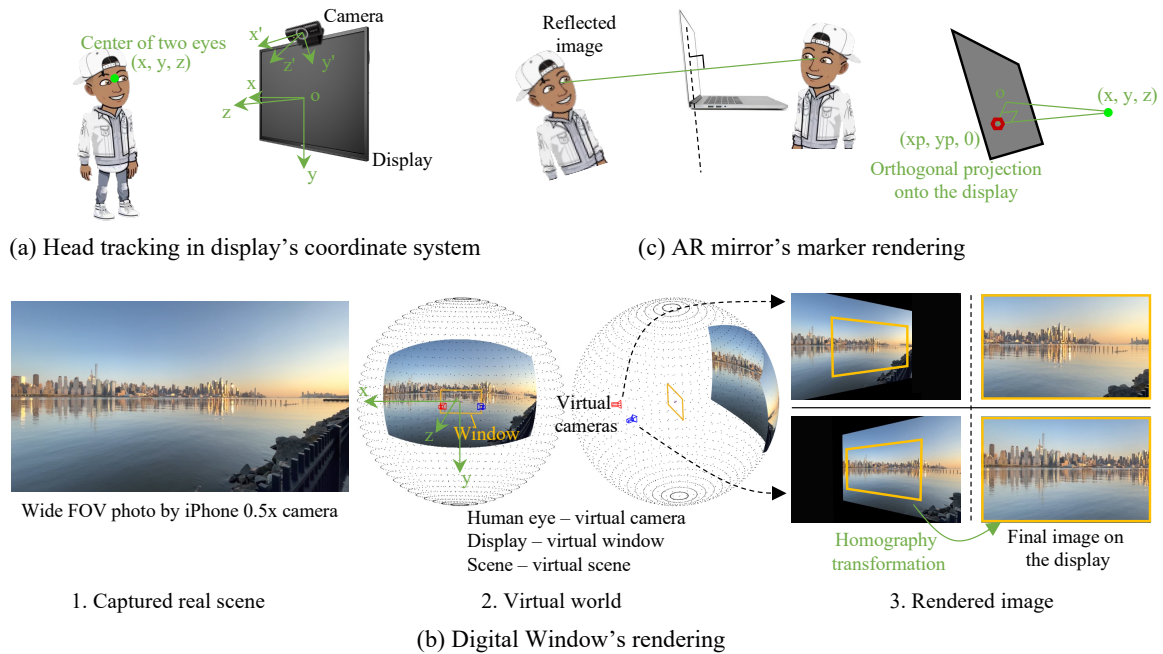 Camera
Center of two eyes
(x, y, z)
x'
z'
y'
x
o
z
y
Display
(a) Head tracking in display's coordinate system
Reflected
image
o
(x, y, z)
(xp, yp, 0)
Orthogonal projection
onto the display
(c) AR mirror's marker rendering
Wide FOV photo by iPhone 0.5x camera
1. Captured real scene
x
z
Window
y
Virtual
cameras
Human eye – virtual camera
Display – virtual window
Scene – virtual scene
2. Virtual world
Homography
transformation
Final image on
the display
3. Rendered image
(b) Digital Window's rendering